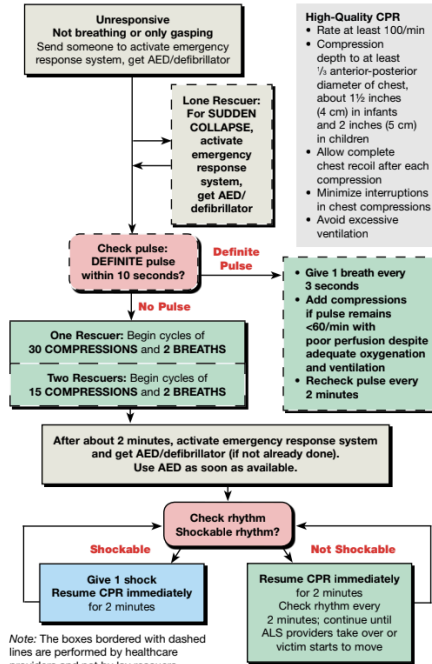 Unresponsive
Not breathing or only gasping
Send someone to activate emergency
response system, get AED/defibrillator
High-Quality CPR
• Rate at least 100/min
• Compression
depth to at least
1⁄3 anterior-posterior
diameter of chest,
about 1½ inches
(4 cm) in infants
and 2 inches (5 cm)
in children
• Allow complete
chest recoil after each
compression
• Minimize interruptions
in chest compressions
• Avoid excessive
ventilation
Lone Rescuer:
For SUDDEN
COLLAPSE,
activate
emergency
response
system,
get AED/
defibrillator
Check pulse:
DEFINITE pulse
within 10 seconds?
Definite
Pulse
• Give 1 breath every
3 seconds
• Add compressions
if pulse remains
<60/min with
poor perfusion despite
adequate oxygenation
and ventilation
• Recheck pulse every
2 minutes
No Pulse
One Rescuer: Begin cycles of
30 COMPRESSIONS and 2 BREATHS
Two Rescuers: Begin cycles of
15 COMPRESSIONS and 2 BREATHS
After about 2 minutes, activate emergency response system
and get AED/defibrillator (if not already done).
Use AED as soon as available.
Check rhythm
Shockable rhythm?
Shockable
Not Shockable
Give 1 shock
Resume CPR immediately
for 2 minutes
Resume CPR immediately
for 2 minutes
Check rhythm every
2 minutes; continue until
ALS providers take over or
victim starts to move
Note: The boxes bordered with dashed
lines are performed by healthcare